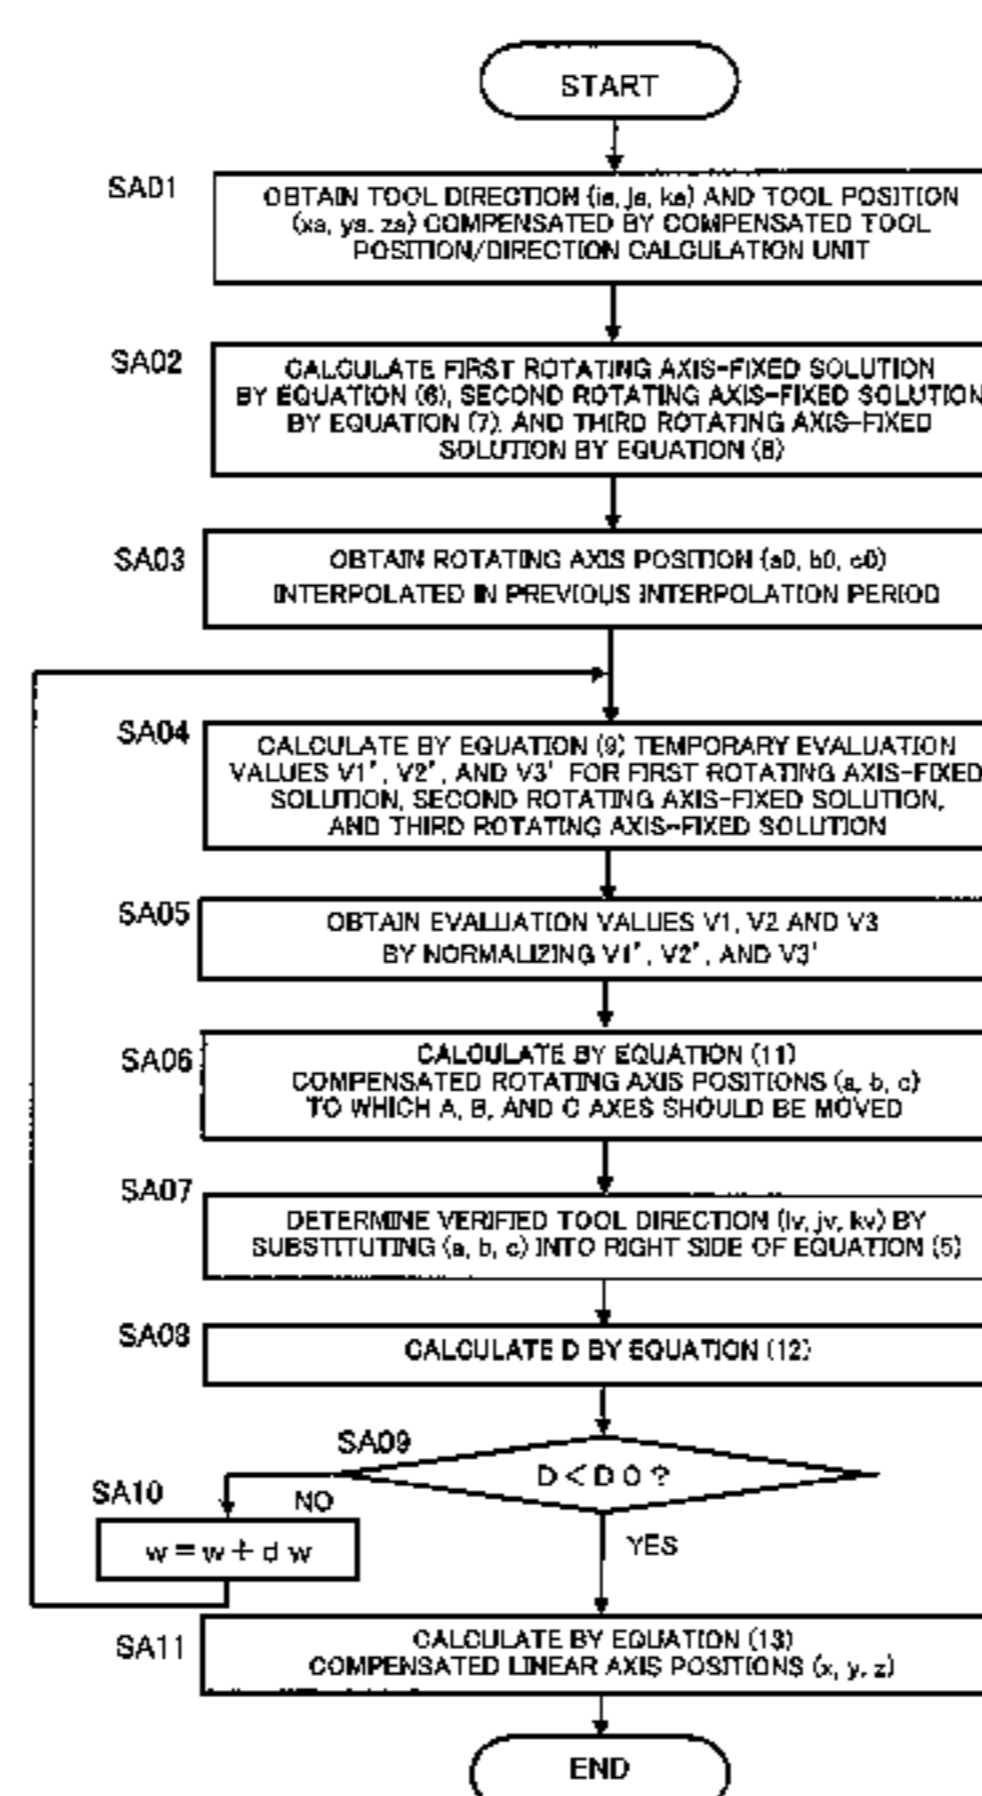 START
SA01
OBTAIN TOOL DIRECTION (ia, ja, ka) AND TOOL POSITION
(xa, ya, za) COMPENSATED BY COMPENSATED TOOL
POSITION/DIRECTION CALCULATION UNIT
SA02
CALCULATE FIRST ROTATING AXIS-FIXED SOLUTION
BY EQUATION (6), SECOND ROTATING AXIS-FIXED SOLUTION
BY EQUATION (7), AND THIRD ROTATING AXIS-FIXED
SOLUTION BY EQUATION (8)
SA03
OBTAIN ROTATING AXIS POSITION (a0, b0, c0)
INTERPOLATED IN PREVIOUS INTERPOLATION PERIOD
SA04
CALCULATE BY EQUATION (9) TEMPORARY EVALUATION
VALUES V1', V2', AND V3' FOR FIRST ROTATING AXIS-FIXED
SOLUTION, SECOND ROTATING AXIS-FIXED SOLUTION,
AND THIRD ROTATING AXIS-FIXED SOLUTION
SA05
OBTAIN EVALUATION VALUES V1, V2 AND V3
BY NORMALIZING V1', V2', AND V3'
SA06
CALCULATE BY EQUATION (11)
COMPENSATED ROTATING AXIS POSITIONS (a, b, c)
TO WHICH A, B, AND C AXES SHOULD BE MOVED
SA07
DETERMINE VERIFIED TOOL DIRECTION (iv, jv, kv) BY
SUBSTITUTING (a, b, c) INTO RIGHT SIDE OF EQUATION (5)
SA08
CALCULATE D BY EQUATION (12)
SA09
D < D 0 ?
SA10
NO
w = w + d w
YES
SA11
CALCULATE BY EQUATION (13)
COMPENSATED LINEAR AXIS POSITIONS (x, y, z)
END